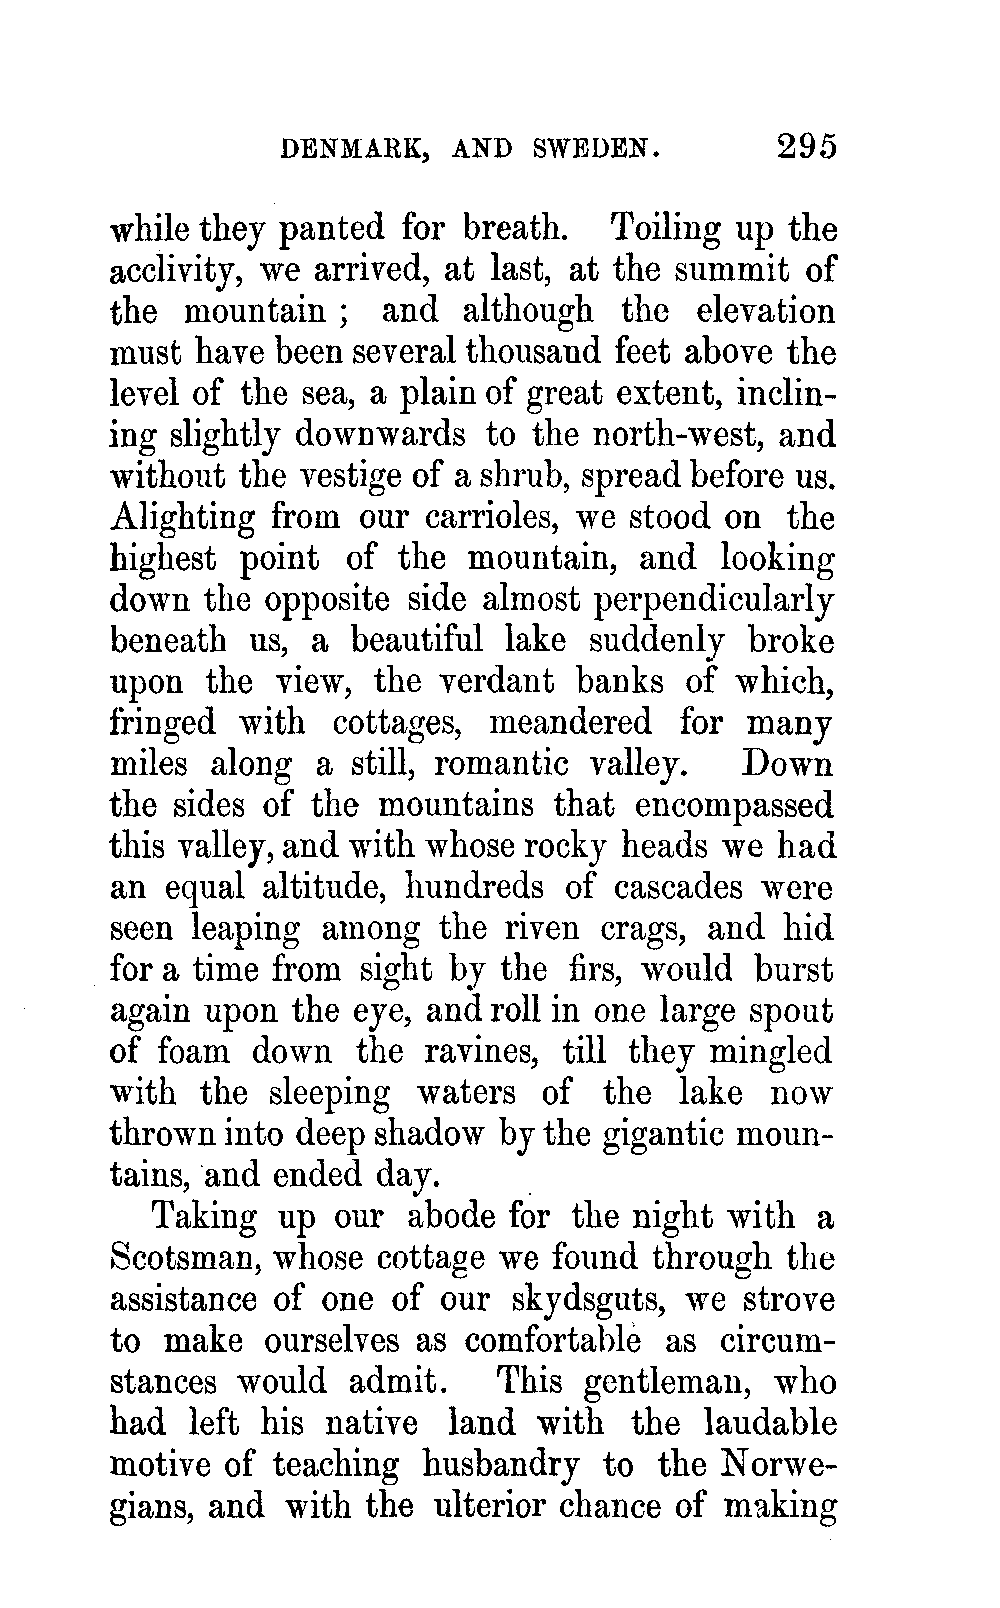 DENMARK, AND SWEDEN. 295
while they panted for breath. Toiling up the
acclivity, we arrived, at last, at the summit of
the mountain ; and although the elevation
must have been several thousand feet above the
level of the sea, a plain of great extent, inclin-
ing slightly downwards to the north-west, and
without the vestige of a shrub, spread before us.
Alighting from our carrioles, we stood on the
highest point of the mountain, and looking
down the opposite side almost perpendicularly
beneath us, a beautiful lake suddenly broke
upon the view, the verdant banks of which,
fringed with cottages, meandered for many
miles along a still, romantic valley. Down
the sides of the mountains that encompassed
this valley, and with whose rocky heads we had
an equal altitude, hundreds of cascades were
seen leaping among the riven crags, and hid
for a time from sight by the firs, would burst
again upon the eye, and roll in one large spout
of foam down the ravines, till they mingled
with the sleeping waters of the lake now
thrown into deep shadow by the gigantic moun-
tains, and ended day.
Taking up our abode for the night with a
Scotsman, whose cottage we found through the
assistance of one of our skydsguts, we strove
to make ourselves as comfortable as circum-
stances would admit. This gentleman, who
had left his native land with the laudable
motive of teaching husbandry to the Norwe-
gians, and with the ulterior chance of making